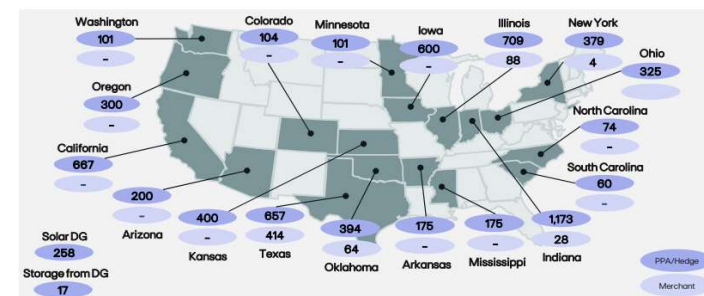 Washington
101
-
Colorado
104
-
Minnesota
101
-
Iowa
600
-
Illinois
709
88
New York
379
4
Ohio
325
Oregon
300
-
North Carolina
74
-
California
667
-
South Carolina
60
-
200
-
Arizona
400
-
Kansas
657
414
Texas
394
64
Oklahoma
175
-
Arkansas
175
-
Mississippi
1,173
28
Indiana
Solar DG
258
Storage from DG
17
PPA/Hedge
Merchant